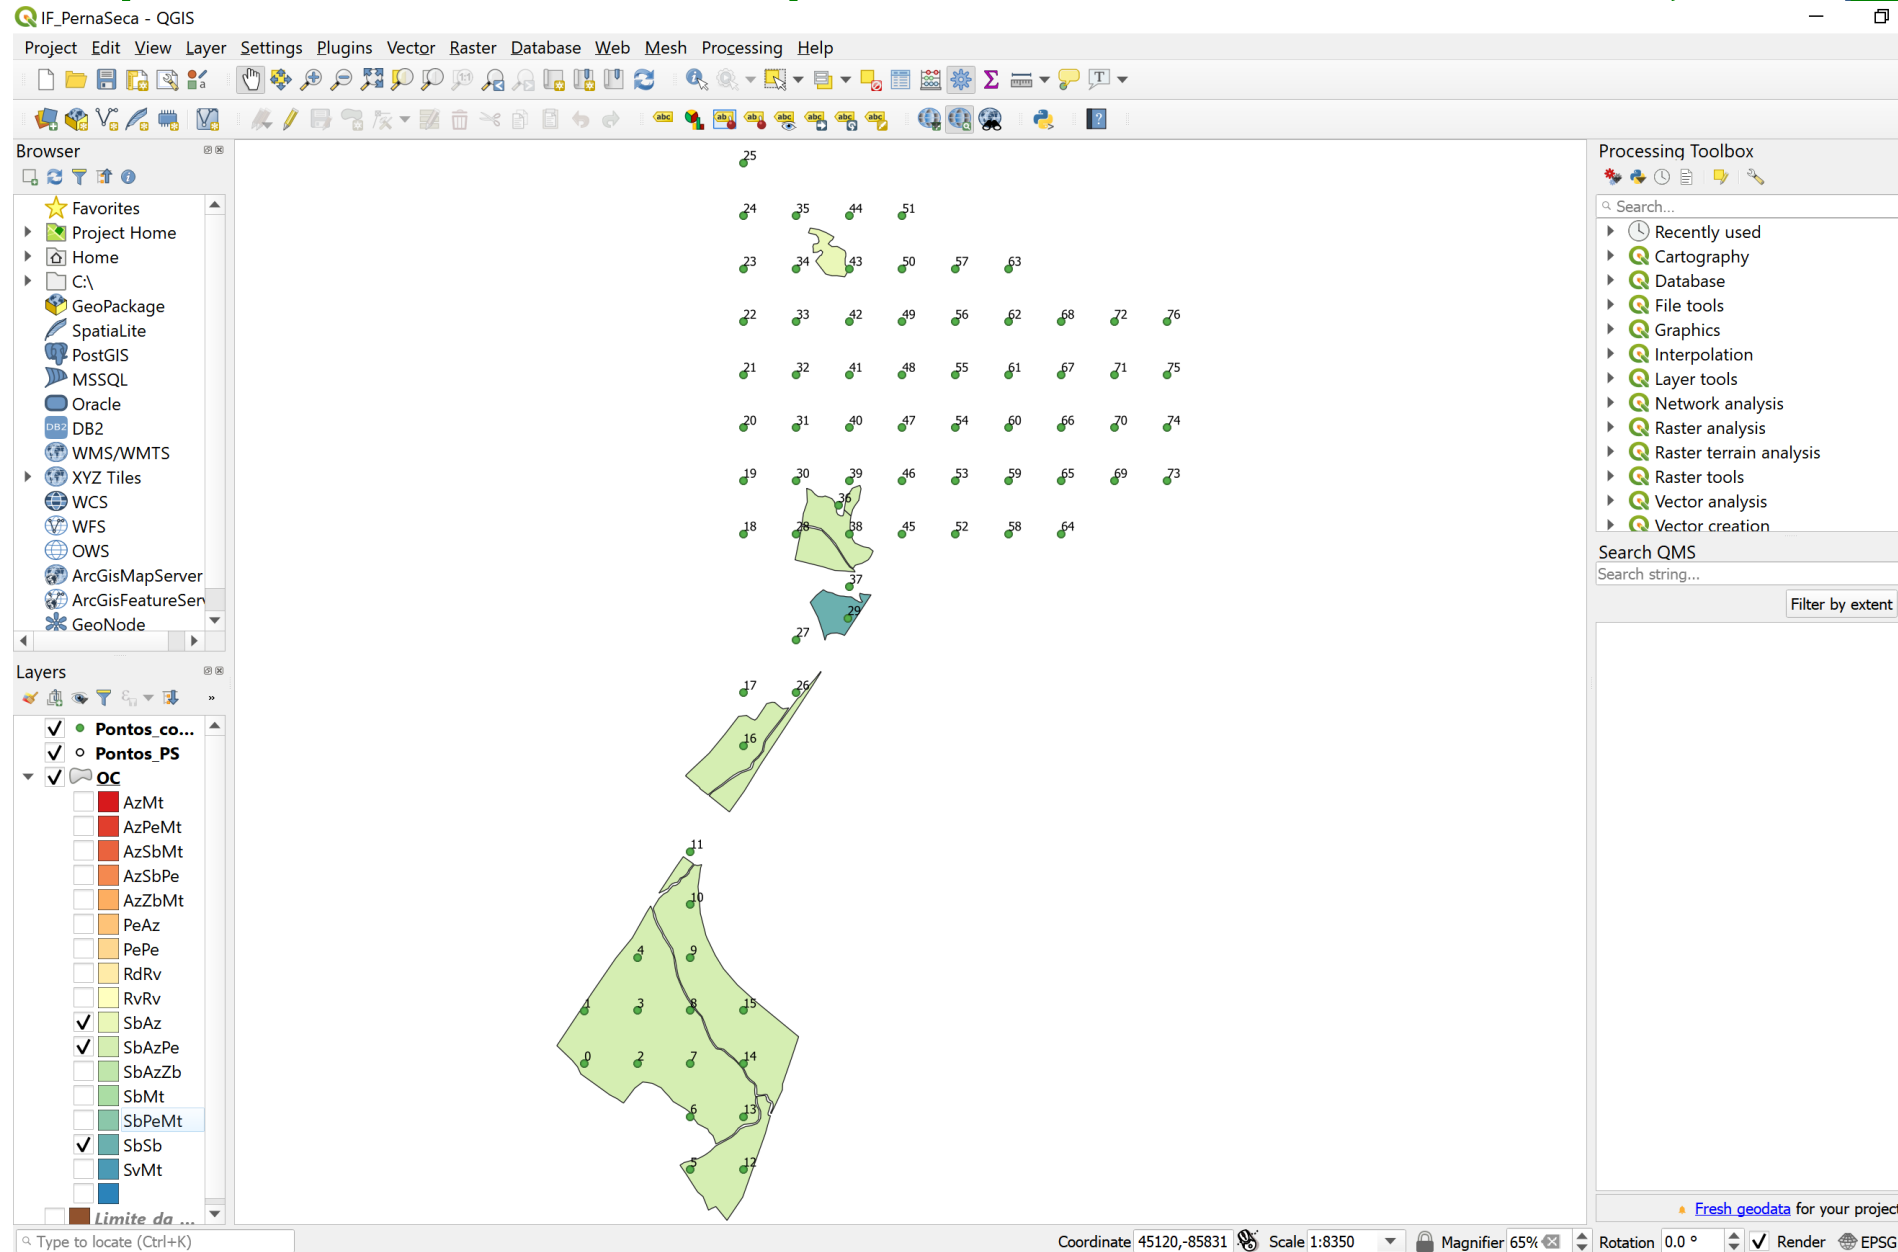 IF_PernaSeca - QGIS
Project Edit View Layer Settings Plugins Vector Raster Database Web Mesh Processing Help
Browser
Favorites
Project Home
Home
C:\
GeoPackage
SpatiaLite
PostGIS
MSSQL
Oracle
DB2
WMS/WMTS
XYZ Tiles
WCS
WFS
OWS
ArcGisMapServer
ArcGisFeatureSer
GeoNode
Layers
Pontos_co...
Pontos_PS
OC
AzMt
AzPeMt
AzSbMt
AzSbPe
AzZbMt
PeAz
PePe
RdRv
RvRv
SbAz
SbAzPe
SbAzZb
SbMt
SbPeMt
SbSb
SvMt
Limite da ...
25
24 35 44 51
23 34 43 50 57 63
22 33 42 49 56 62 68 72 76
21 32 41 48 55 61 67 71 75
20 31 40 47 54 60 66 70 74
19 30 39 46 53 59 65 69 73
36
18 28 38 45 52 58 64
37
29
27
17 26
16
11
10
4 9
1 3 8 15
0 2 7 14
6 13
5 12
Processing Toolbox
Search...
Recently used
Cartography
Database
File tools
Graphics
Interpolation
Layer tools
Network analysis
Raster analysis
Raster terrain analysis
Raster tools
Vector analysis
Vector creation
Search QMS
Search string...
Filter by extent
Fresh geodata for your project
Type to locate (Ctrl+K)
Coordinate 45120,-85831 Scale 1:8350 Magnifier 65% Rotation 0.0 ° Render EPSG